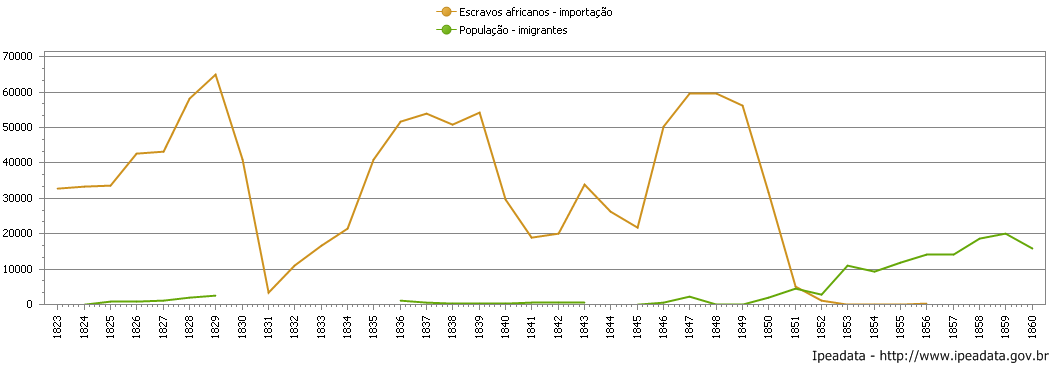 Escravos africanos - importação
População - imigrantes
70000
60000
50000
40000
30000
20000
10000
0
1823 1824 1825 1826 1827 1828 1829 1830 1831 1832 1833 1834 1835 1836 1837 1838 1839 1840 1841 1842 1843 1844 1845 1846 1847 1848 1849 1850 1851 1852 1853 1854 1855 1856 1857 1858 1859 1860
Ipeadata - http://www.ipeadata.gov.br